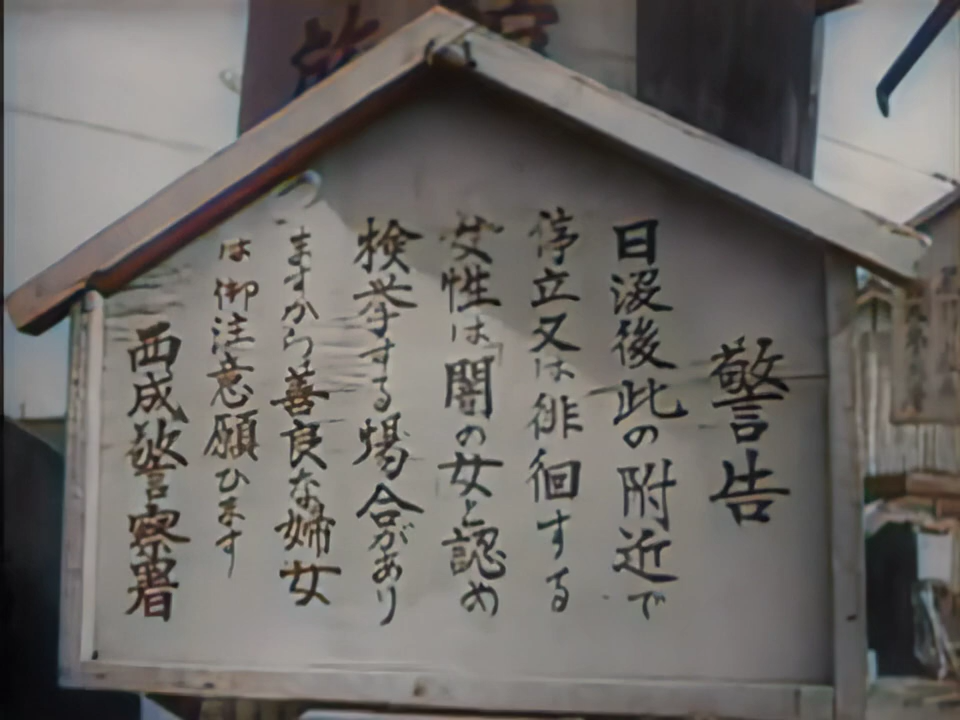 警告
日没後此の附近で
停立又は徘徊する
女性は「闇の女と認め
検挙する場合があり
ますから善良な婦女
は御注意願ひます
西成警察署